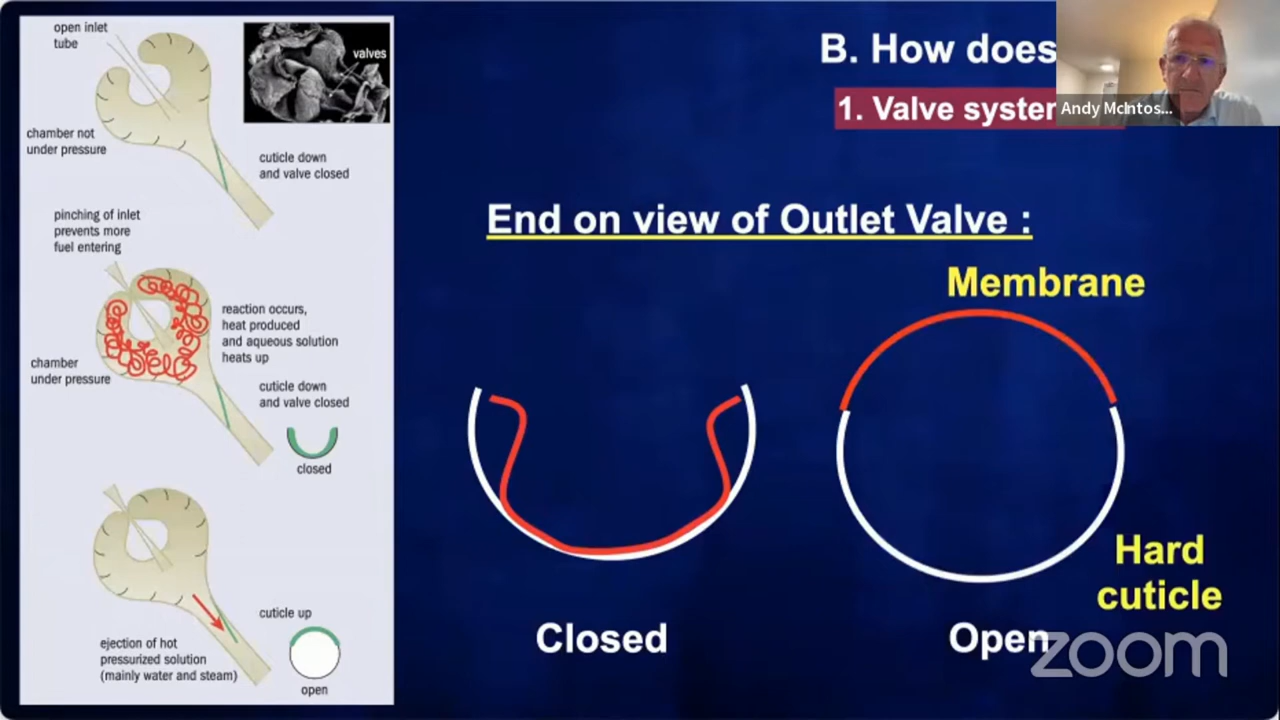 open inlet
tube
valves
chamber not
under pressure
cuticle down
and valve closed
pinching of inlet
prevents more
fuel entering
reaction occurs,
heat produced
and aqueous solution
heats up
chamber
under pressure
cuticle down
and valve closed
closed
cuticle up
ejection of hot
pressurized solution
(mainly water and steam)
open
B. How does
1. Valve syster
Andy McIntos...
End on view of Outlet Valve :
Membrane
Hard
cuticle
Closed
Open
zoom